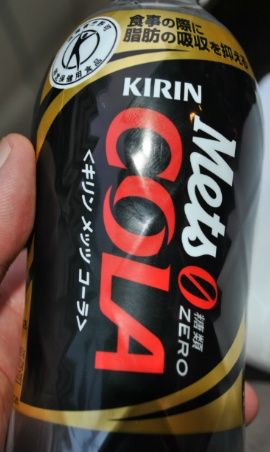 食事の際に
脂肪の吸収を抑える
KIRIN
Mets
COLA
<キリン メッツ コーラ>
0
糖類
ZERO